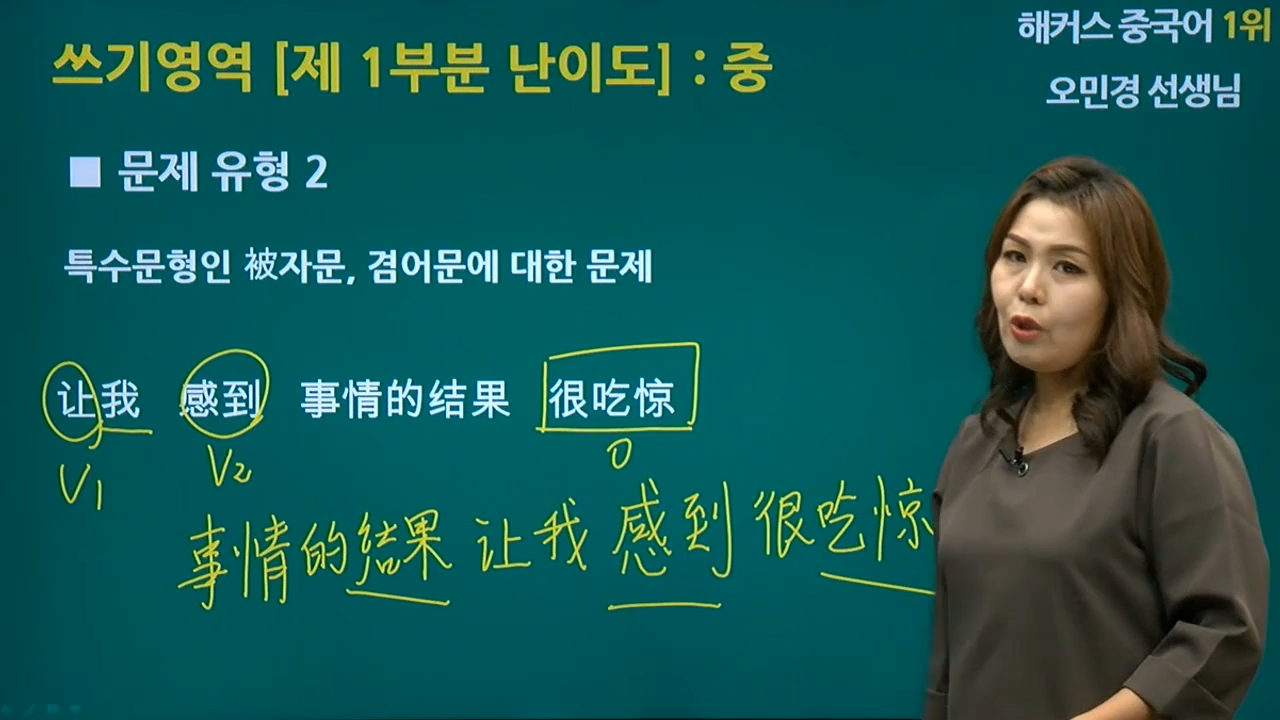 해커스 중국어 1위
쓰기영역 [제 1부분 난이도] : 중
오민경 선생님
■ 문제 유형 2
특수문형인 被자문, 겸어문에 대한 문제
让我 感到 事情的结果 很吃惊
V1 V2 O
事情的结果 让我 感到 很吃惊